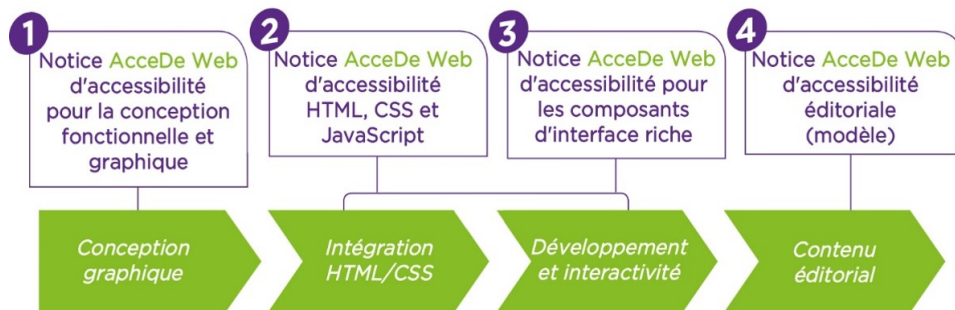 1
Notice AcceDe Web
d'accessibilité
pour la conception
fonctionnelle et
graphique
2
Notice AcceDe Web
d'accessibilité
HTML, CSS et
JavaScript
3
Notice AcceDe Web
d'accessibilité pour
les composants
d'interface riche
4
Notice AcceDe Web
d'accessibilité
éditoriale
(modèle)
Conception
graphique
Intégration
HTML/CSS
Développement
et interactivité
Contenu
éditorial